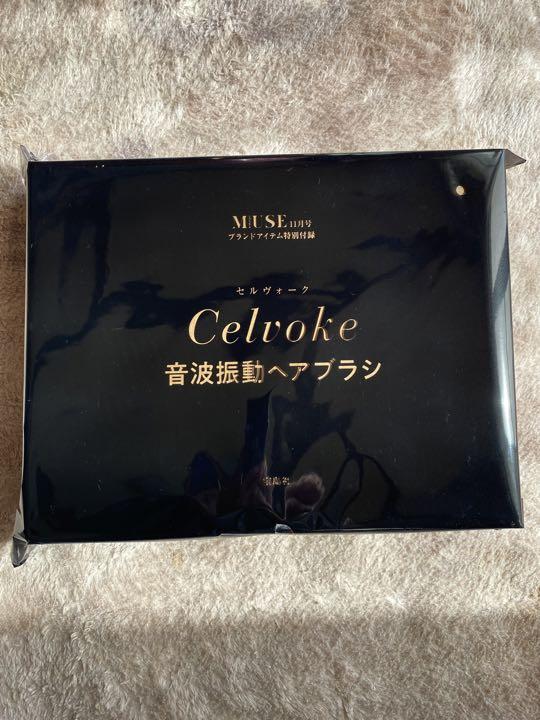 MUSE 11月号
ブランドアイテム特別付録
セルヴォーク
Celvoke
音波振動ヘアブラシ
宝島社